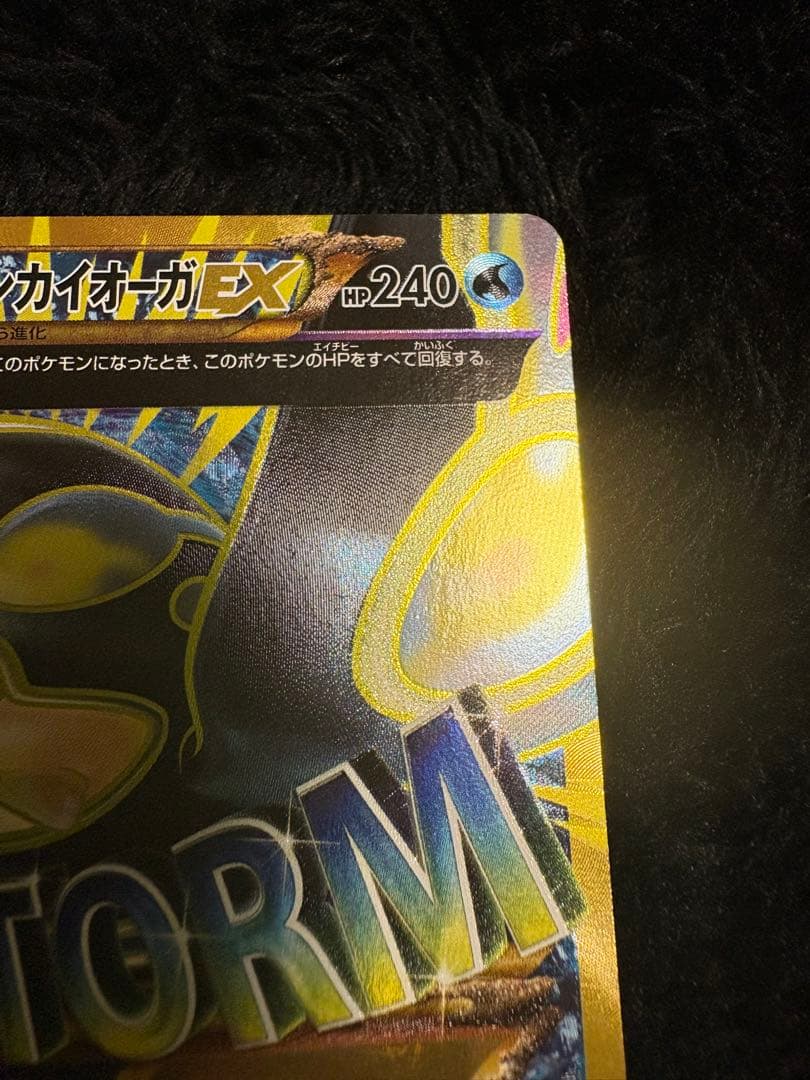 ンカイオーガEX HP240
ら進化
エイチピー かいふく
このポケモンになったとき、このポケモンのHPをすべて回復する。
TORM